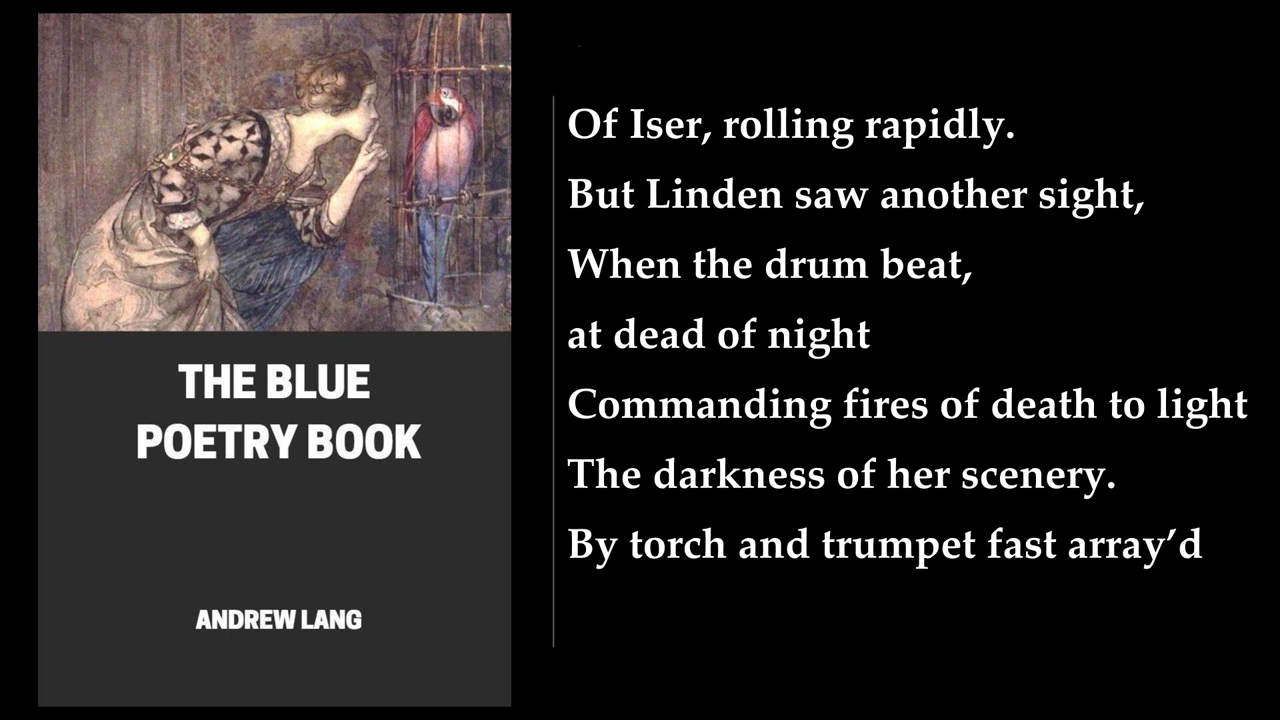 THE BLUE
POETRY BOOK
ANDREW LANG
Of Iser, rolling rapidly.
But Linden saw another sight,
When the drum beat,
at dead of night
Commanding fires of death to light
The darkness of her scenery.
By torch and trumpet fast array’d